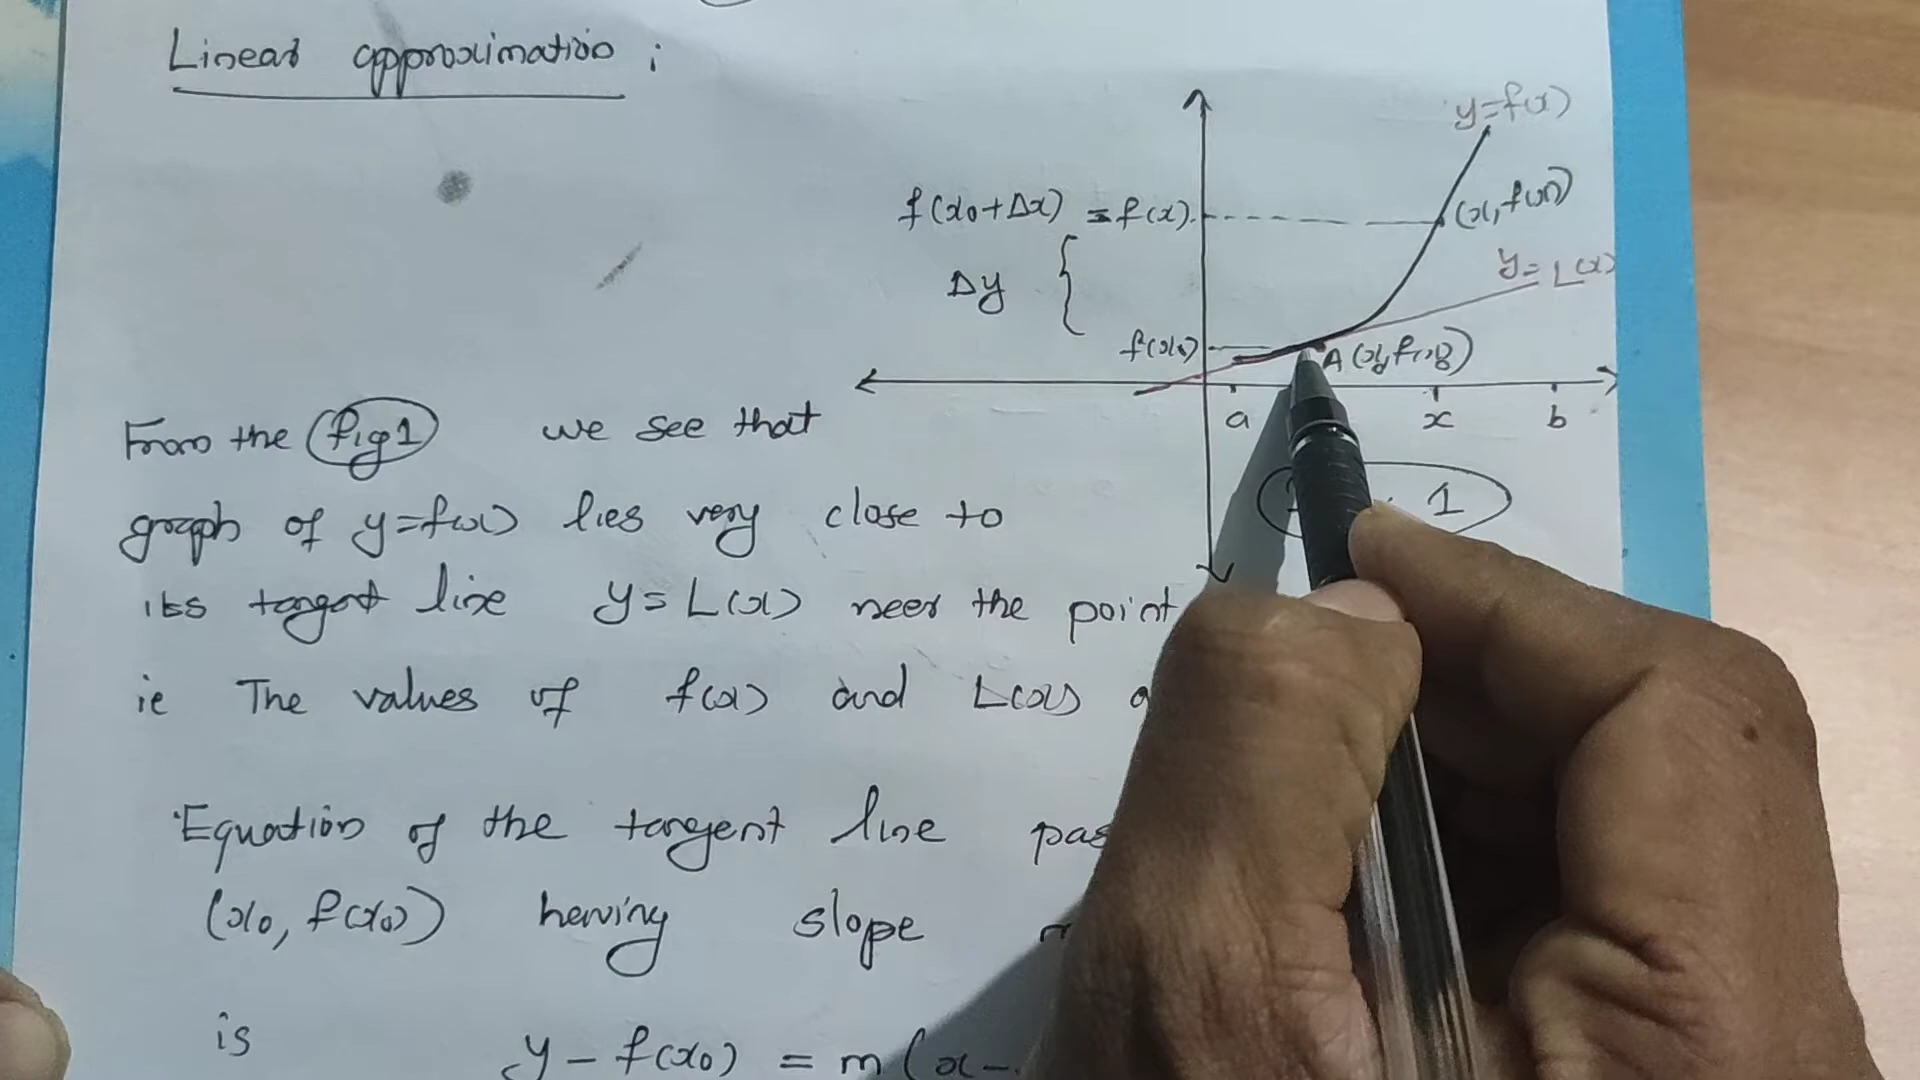 Linear approximation :
y=f(x)
f(x₀+Δx) = f(x)
(x, f(x))
Δy
y= L(x)
f(x₀)
A (x₀, f(x₀))
a x b
1
From the fig 1 we see that
graph of y=f(x) lies very close to
its tangent line y= L(x) near the point
ie The values of f(x) and L(x)
Equation of the tangent line
(x₀, f(x₀)) having slope
is y - f(x₀) = m (x-